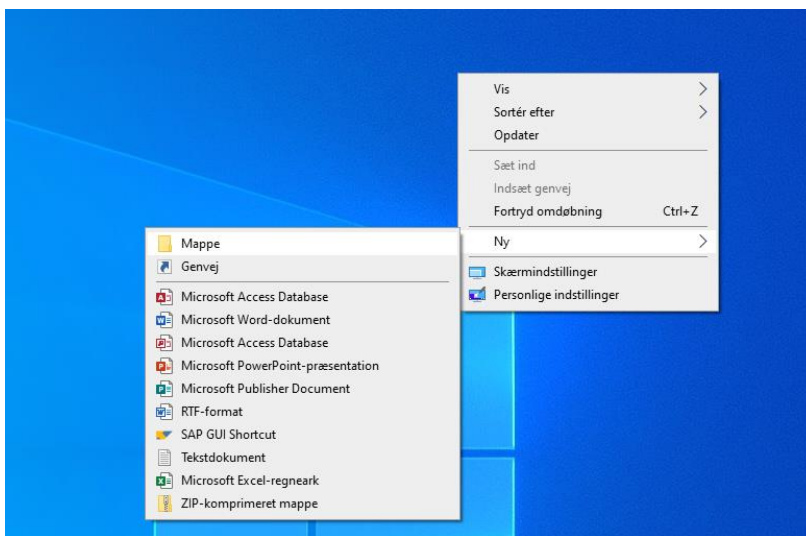 Vis
Sortér efter
Opdater
Sæt ind
Indsæt genvej
Fortryd omdøbning Ctrl+Z
Ny
Skærmindstillinger
Personlige indstillinger
Mappe
Genvej
Microsoft Access Database
Microsoft Word-dokument
Microsoft Access Database
Microsoft PowerPoint-præsentation
Microsoft Publisher Document
RTF-format
SAP GUI Shortcut
Tekstdokument
Microsoft Excel-regneark
ZIP-komprimeret mappe